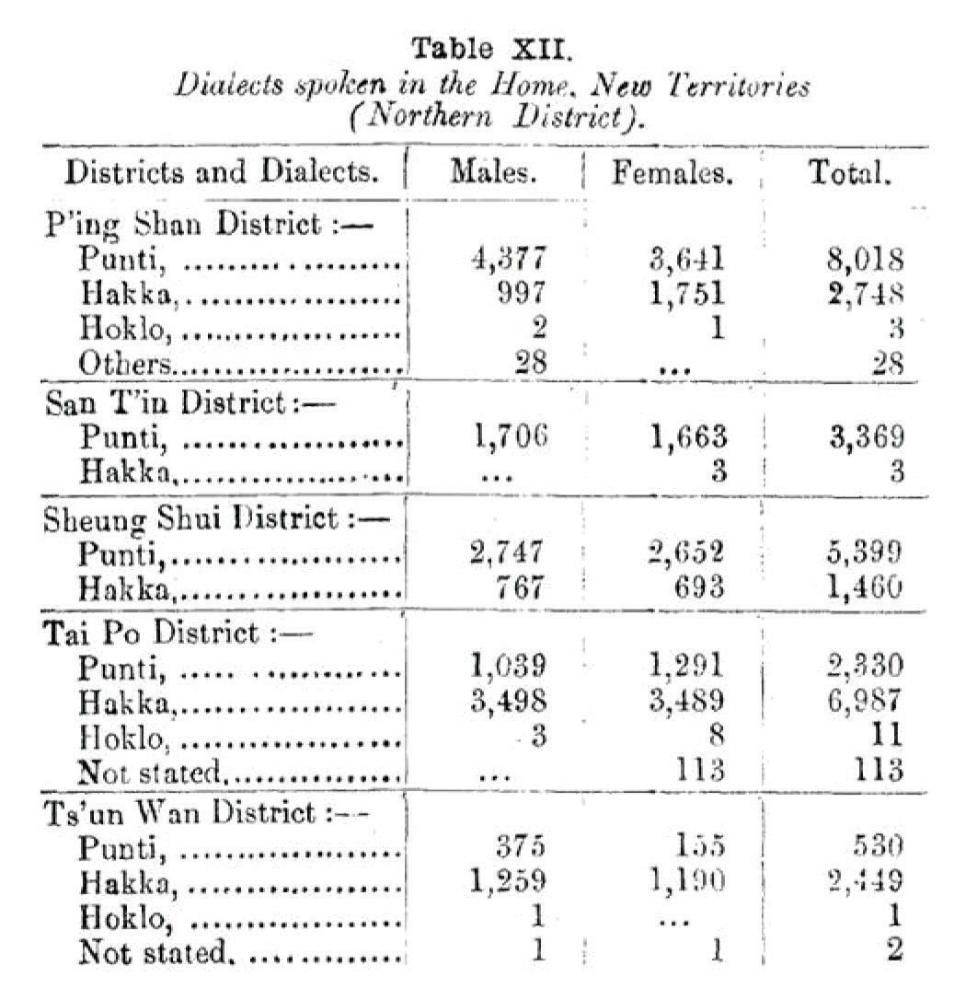 Table XII.
Dialects spoken in the Home. New Territories
(Northern District).
Districts and Dialects. Males. Females. Total.
P'ing Shan District :—
Punti, .................... 4,377 3,641 8,018
Hakka, .................... 997 1,751 2,748
Hoklo, .................... 2 1 3
Others.................... 28 ... 28
San T'in District :—
Punti, .................... 1,706 1,663 3,369
Hakka, .................... ... 3 3
Sheung Shui District :—
Punti, .................... 2,747 2,652 5,399
Hakka, .................... 767 693 1,460
Tai Po District :—
Punti, .................... 1,039 1,291 2,330
Hakka, .................... 3,498 3,489 6,987
Hoklo, .................... 3 8 11
Not stated, ............... ... 113 113
Ts'un Wan District :—
Punti, .................... 375 155 530
Hakka, .................... 1,259 1,190 2,449
Hoklo, .................... 1 ... 1
Not stated, .............. 1 1 2